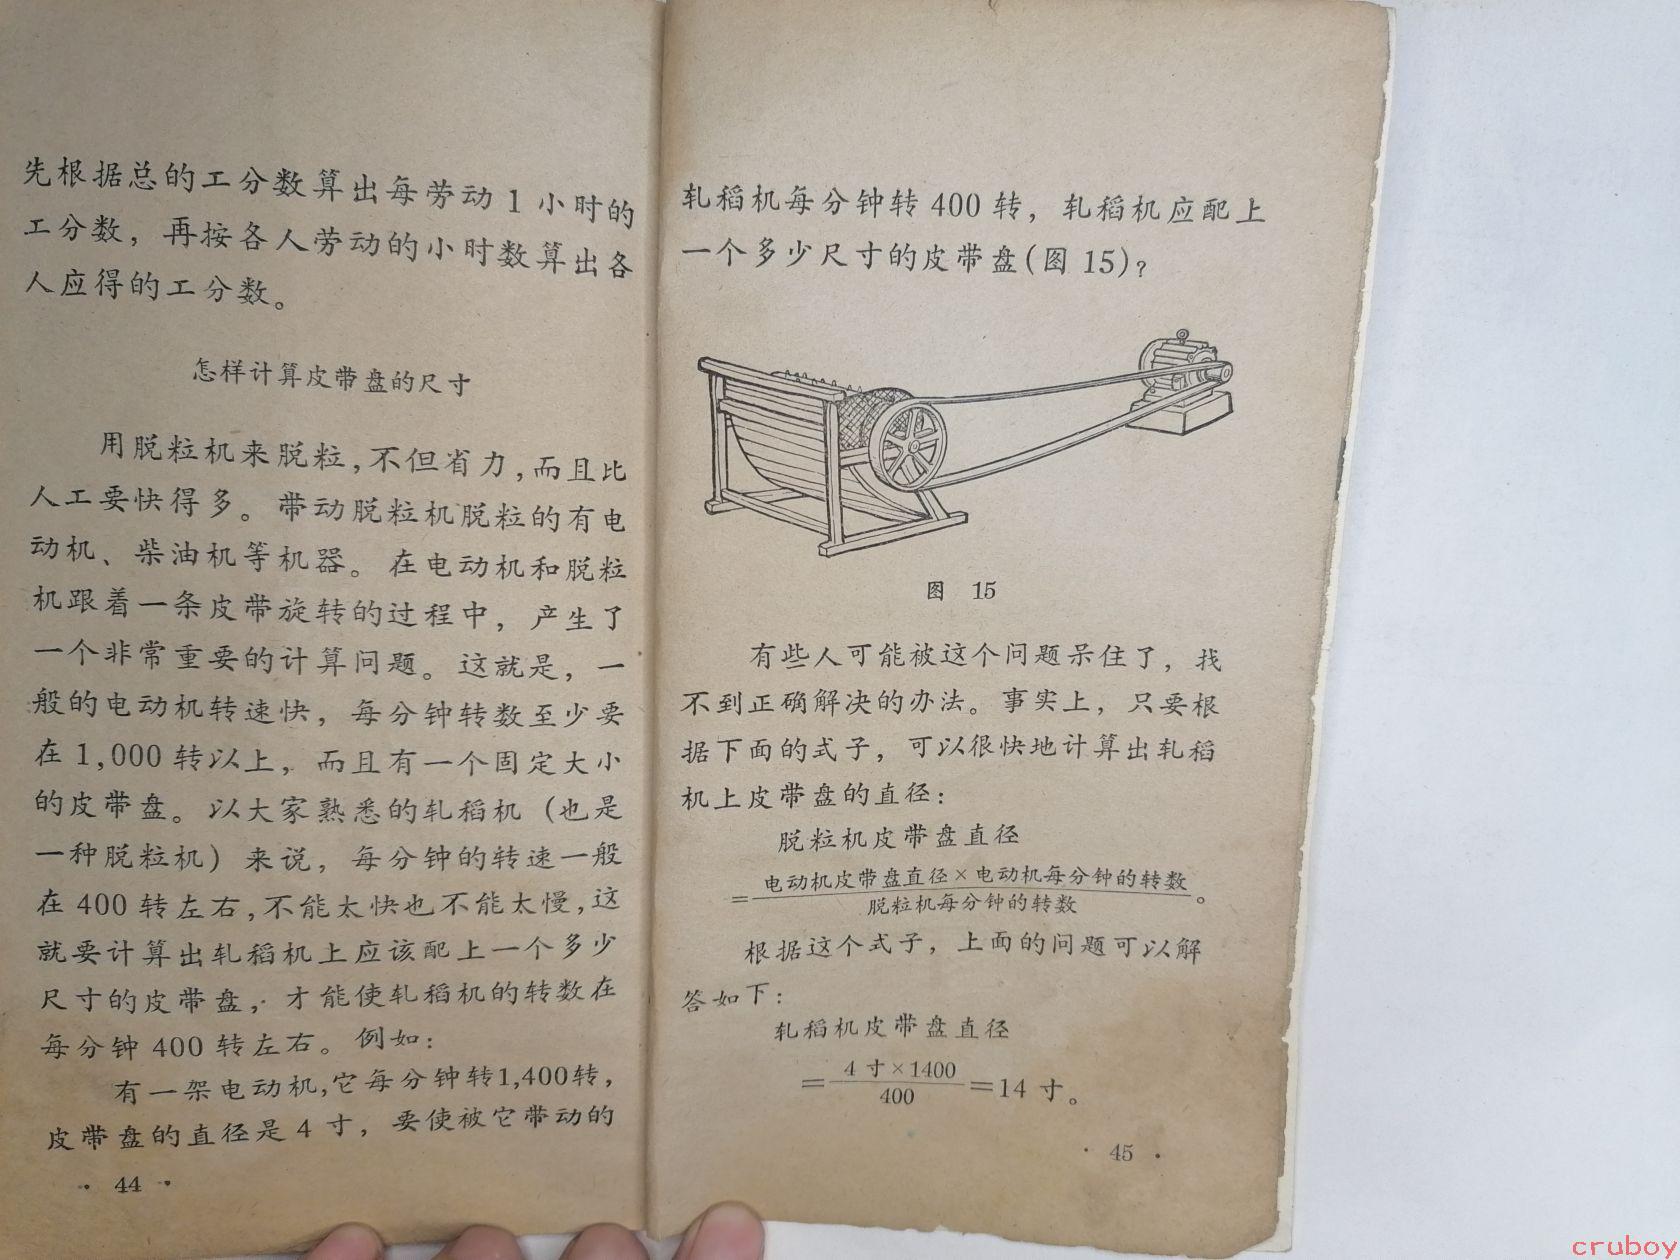 先根据总的工分数算出每劳动1小时的
工分数，再按各人劳动的小时数算出各
人应得的工分数。
怎样计算皮带盘的尺寸
用脱粒机来脱粒，不但省力，而且比
人工要快得多。带动脱粒机脱粒的有电
动机、柴油机等机器。在电动机和脱粒
机跟着一条皮带旋转的过程中，产生了
一个非常重要的计算问题。这就是，一
般的电动机转速快，每分钟转数至少要
在1,000转以上，而且有一个固定大小
的皮带盘。以大家熟悉的轧稻机（也是
一种脱粒机）来说，每分钟的转速一般
在400转左右，不能太快也不能太慢，这
就要计算出轧稻机上应该配上一个多少
尺寸的皮带盘，才能使轧稻机的转数在
每分钟400转左右。例如：
有一架电动机，它每分钟转1,400转，
皮带盘的直径是4寸，要使被它带动的
· 44 ·
轧稻机每分钟转400转，轧稻机应配上
一个多少尺寸的皮带盘（图15）？
图 15
有些人可能被这个问题呆住了，找
不到正确解决的办法。事实上，只要根
据下面的式子，可以很快地计算出轧稻
机上皮带盘的直径：
脱粒机皮带盘直径
=电动机皮带盘直径×电动机每分钟的转数
脱粒机每分钟的转数。
根据这个式子，上面的问题可以解
答如下：
轧稻机皮带盘直径
=4寸×1400
400=14寸。
· 45 ·
cruboy